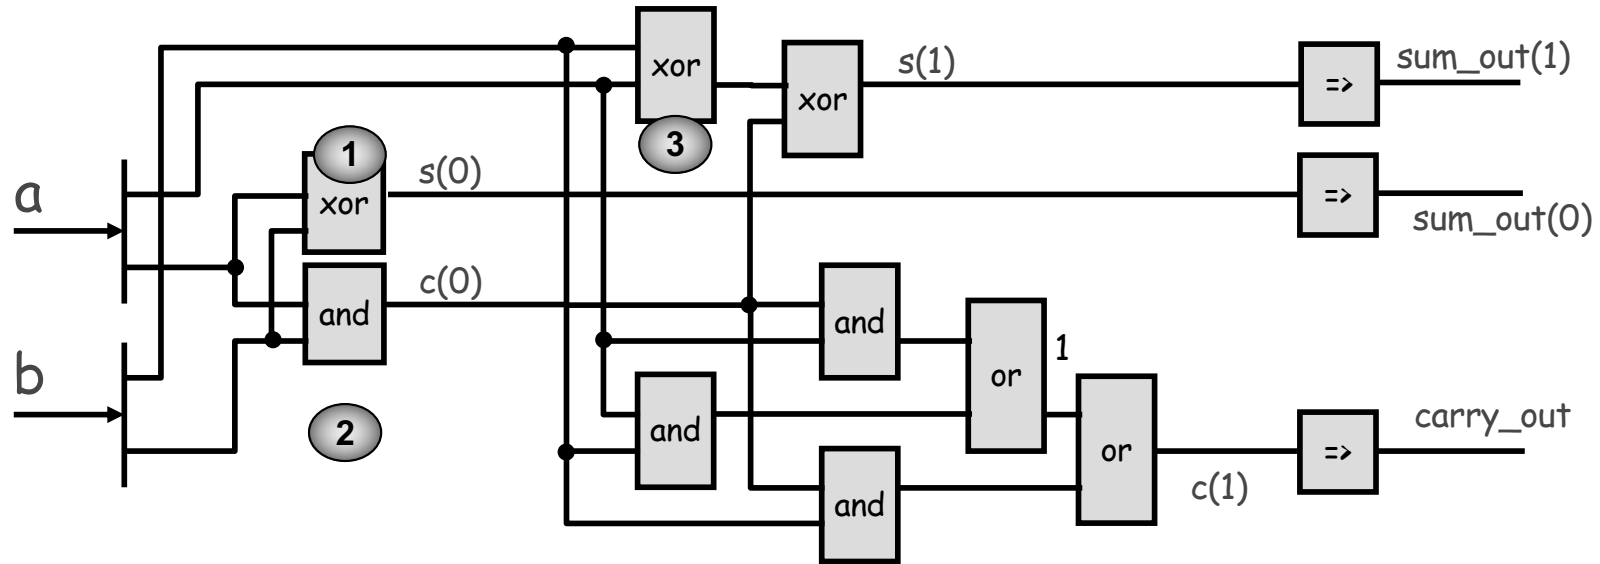 xor
s(1)
sum_out(1)
=>
xor
3
1
a
s(0)
xor
=>
sum_out(0)
c(0)
and
and
1
b
or
2
and
or
carry_out
=>
c(1)
and